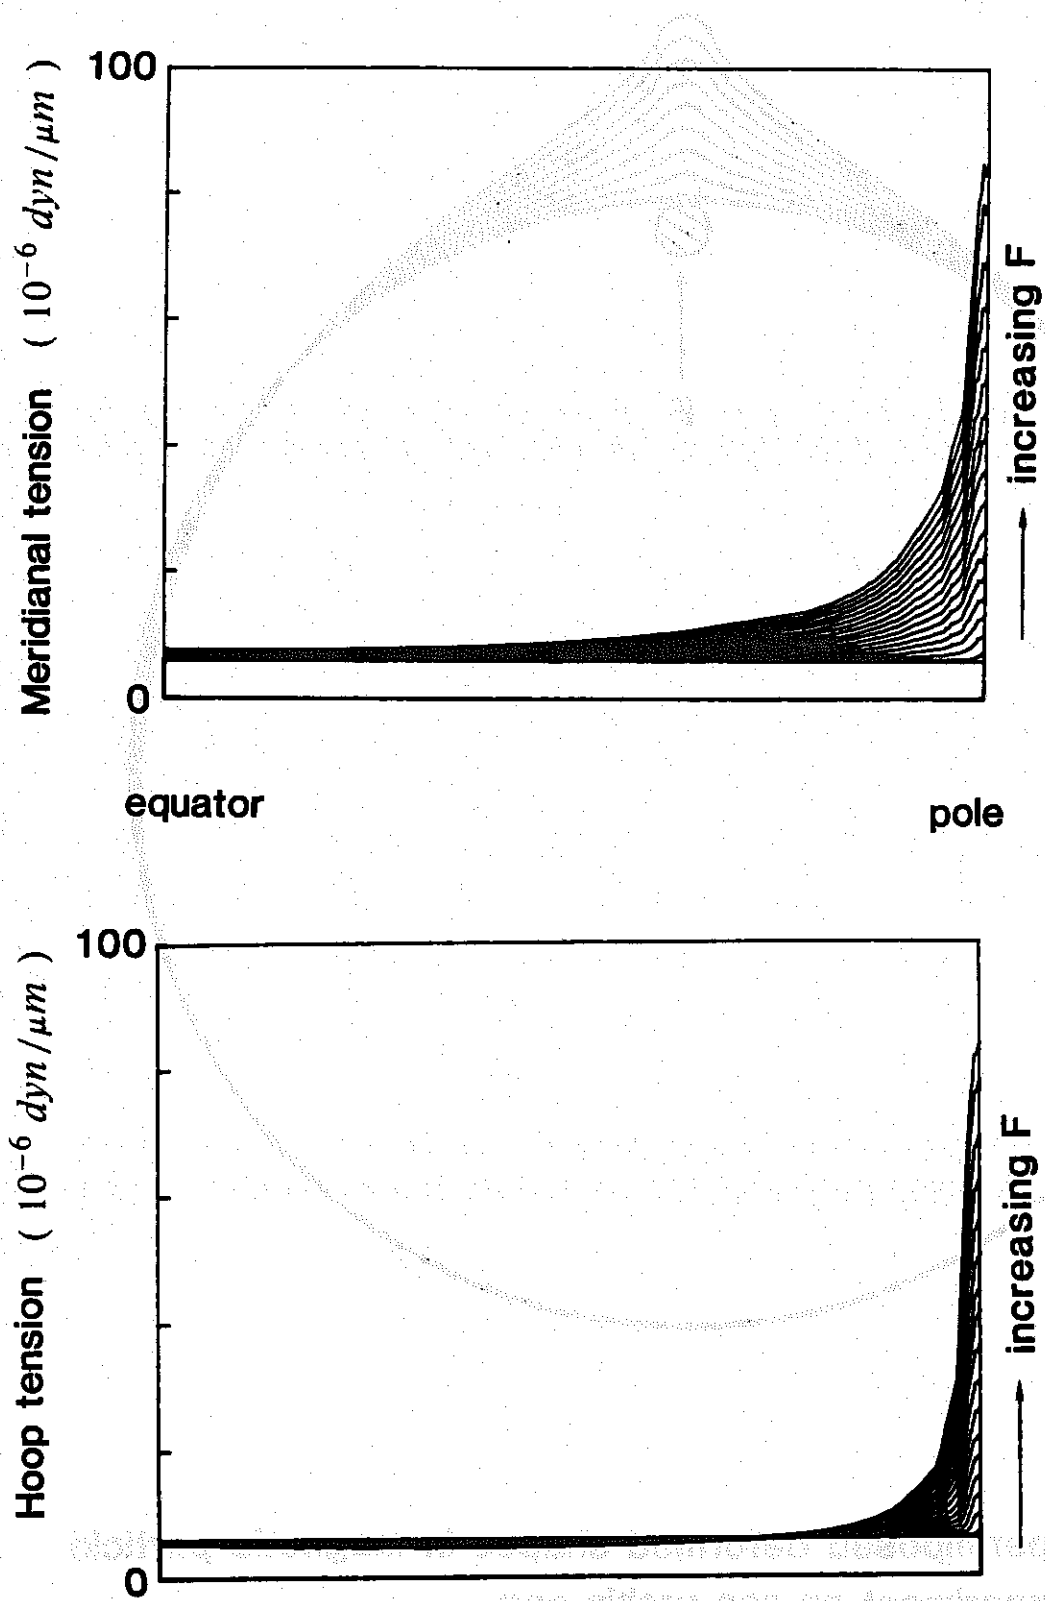 100
Meridianal tension ( 10⁻⁶ dyn/μm )
increasing F
0
equator
pole
100
Hoop tension ( 10⁻⁶ dyn/μm )
increasing F
0